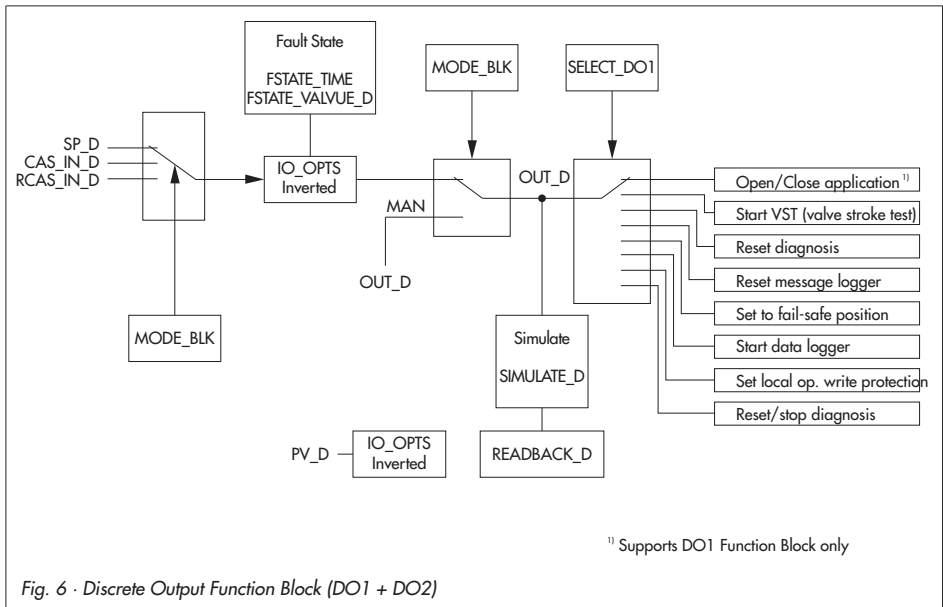 Fault State
FSTATE_TIME
FSTATE_VALVUE_D
MODE_BLK
SELECT_DO1
SP_D
CAS_IN_D
RCAS_IN_D
IO_OPTS
Inverted
MAN
OUT_D
OUT_D
MODE_BLK
Open/Close application 1)
Start VST (valve stroke test)
Reset diagnosis
Reset message logger
Set to fail-safe position
Start data logger
Set local op. write protection
Reset/stop diagnosis
Simulate
SIMULATE_D
READBACK_D
PV_D
IO_OPTS
Inverted
1) Supports DO1 Function Block only
Fig. 6 · Discrete Output Function Block (DO1 + DO2)